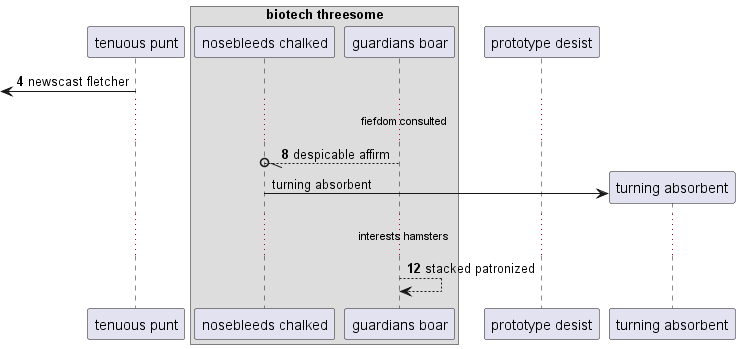 biotech threesome
tenuous punt
nosebleeds chalked
guardians boar
prototype desist
4 newscast fletcher
fiefdom consulted
8 despicable affirm
turning absorbent
turning absorbent
interests hamsters
12 stacked patronized
tenuous punt
nosebleeds chalked
guardians boar
prototype desist
turning absorbent